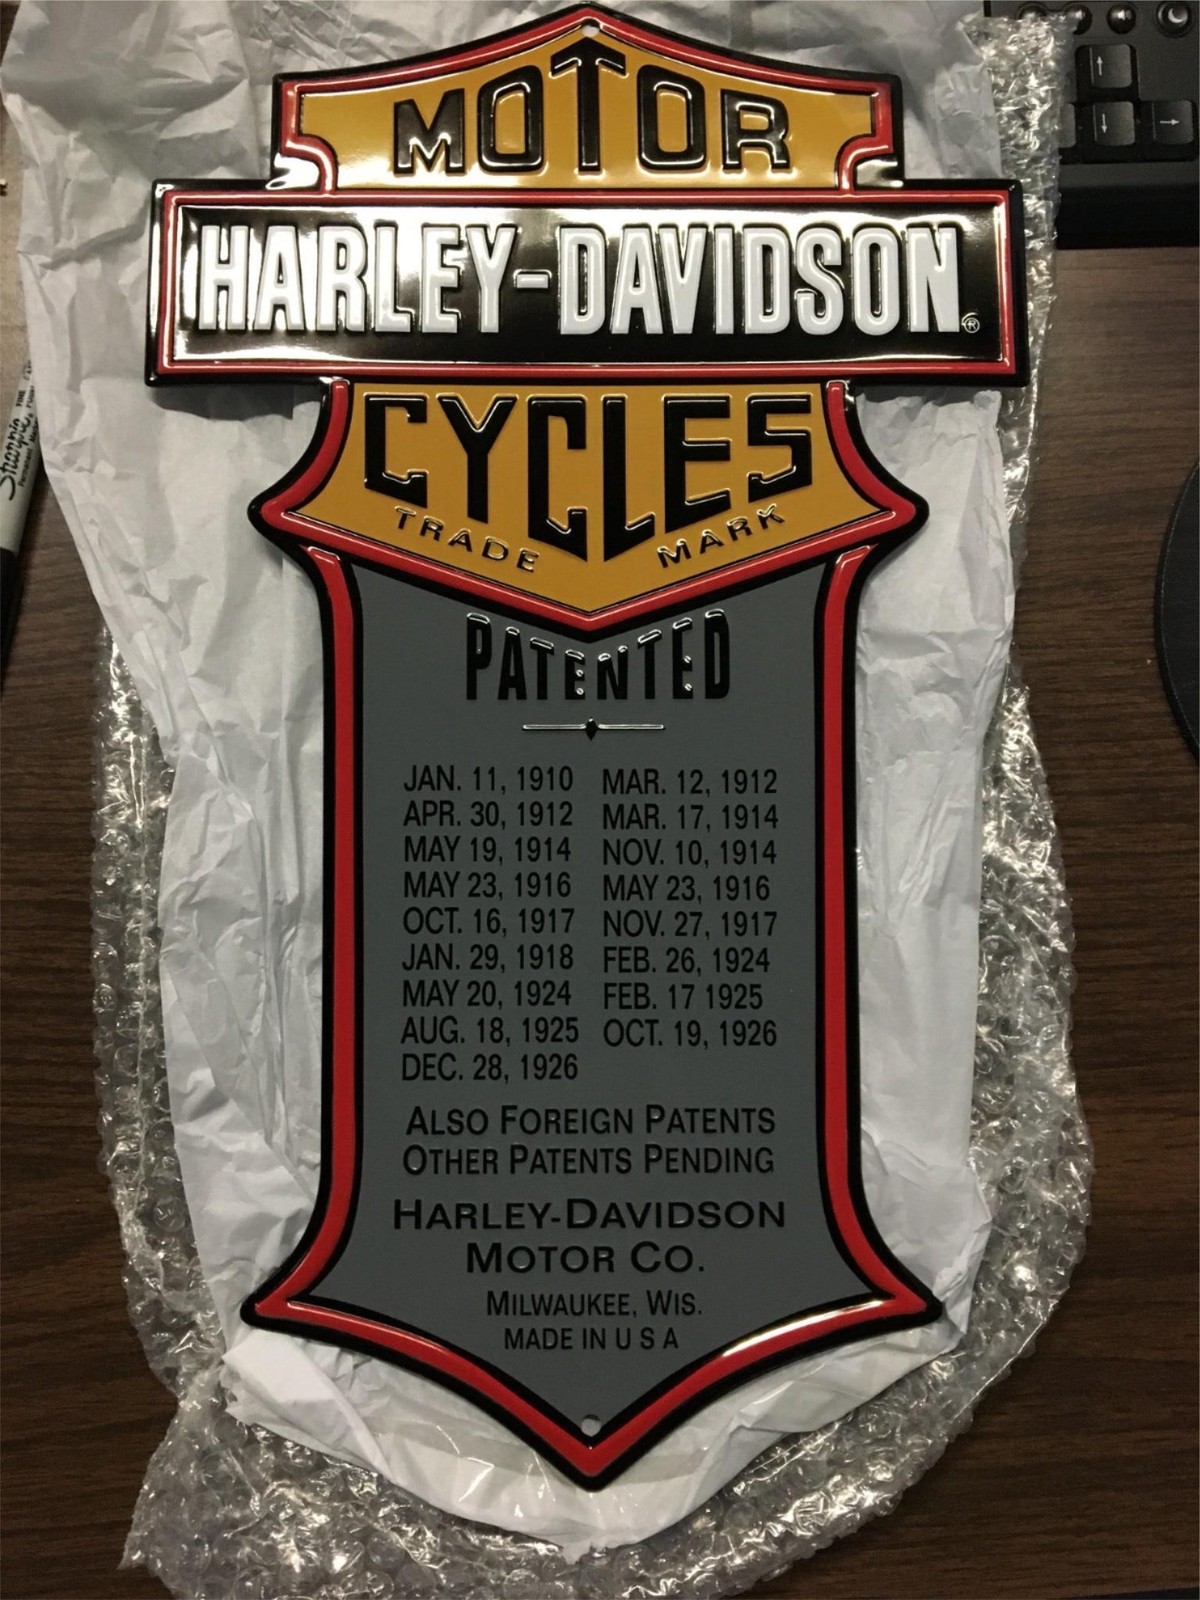 MOTOR
HARLEY-DAVIDSON®
CYCLES
TRADE MARK
PATENTED
JAN. 11, 1910 MAR. 12, 1912
APR. 30, 1912 MAR. 17, 1914
MAY 19, 1914 NOV. 10, 1914
MAY 23, 1916 MAY 23, 1916
OCT. 16, 1917 NOV. 27, 1917
JAN. 29, 1918 FEB. 26, 1924
MAY 20, 1924 FEB. 17 1925
AUG. 18, 1925 OCT. 19, 1926
DEC. 28, 1926
ALSO FOREIGN PATENTS
OTHER PATENTS PENDING
HARLEY-DAVIDSON
MOTOR CO.
MILWAUKEE, WIS.
MADE IN U S A
Sharpie